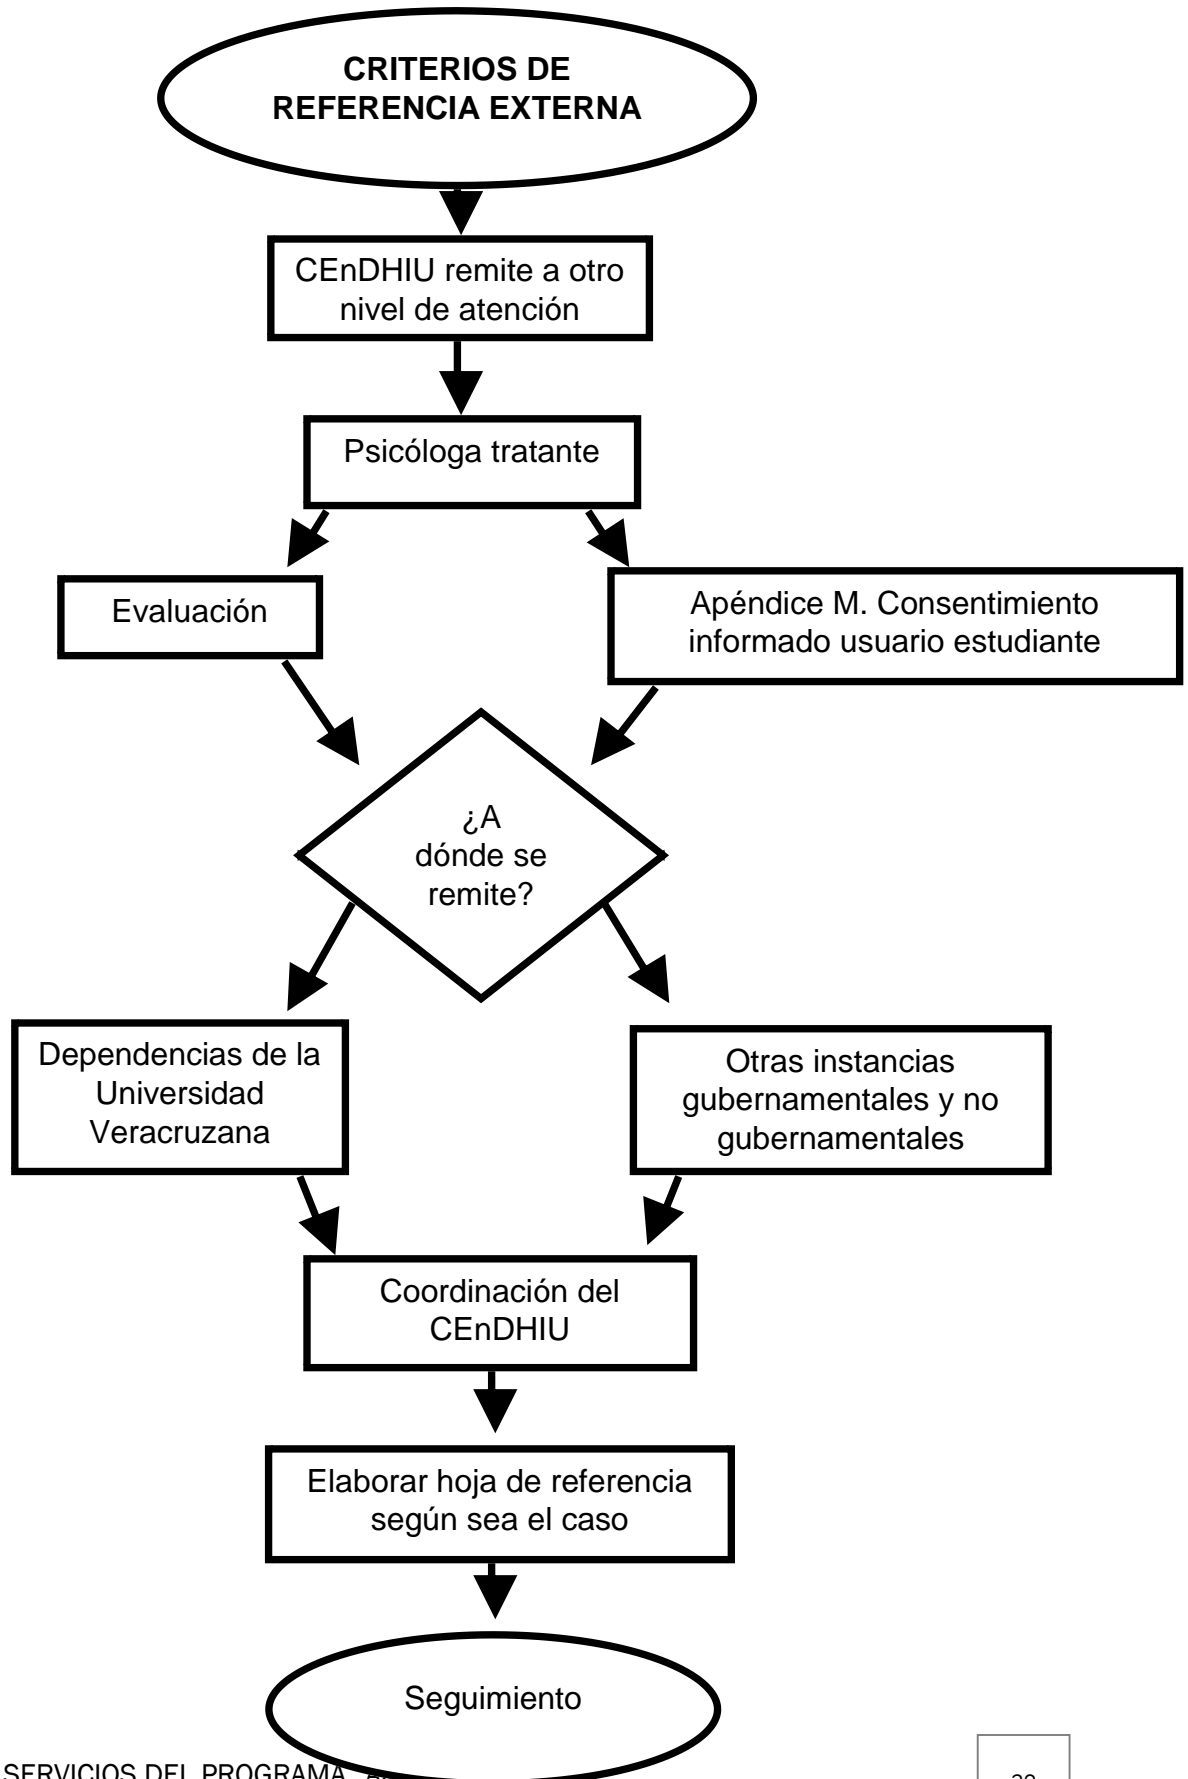 CRITERIOS DE
REFERENCIA EXTERNA
CEnDHIU remite a otro
nivel de atención
Psicóloga tratante
Evaluación
Apéndice M. Consentimiento
informado usuario estudiante
¿A
dónde se
remite?
Dependencias de la
Universidad
Veracruzana
Otras instancias
gubernamentales y no
gubernamentales
Coordinación del
CEnDHIU
Elaborar hoja de referencia
según sea el caso
Seguimiento
SERVICIOS DEL PROGRAMA